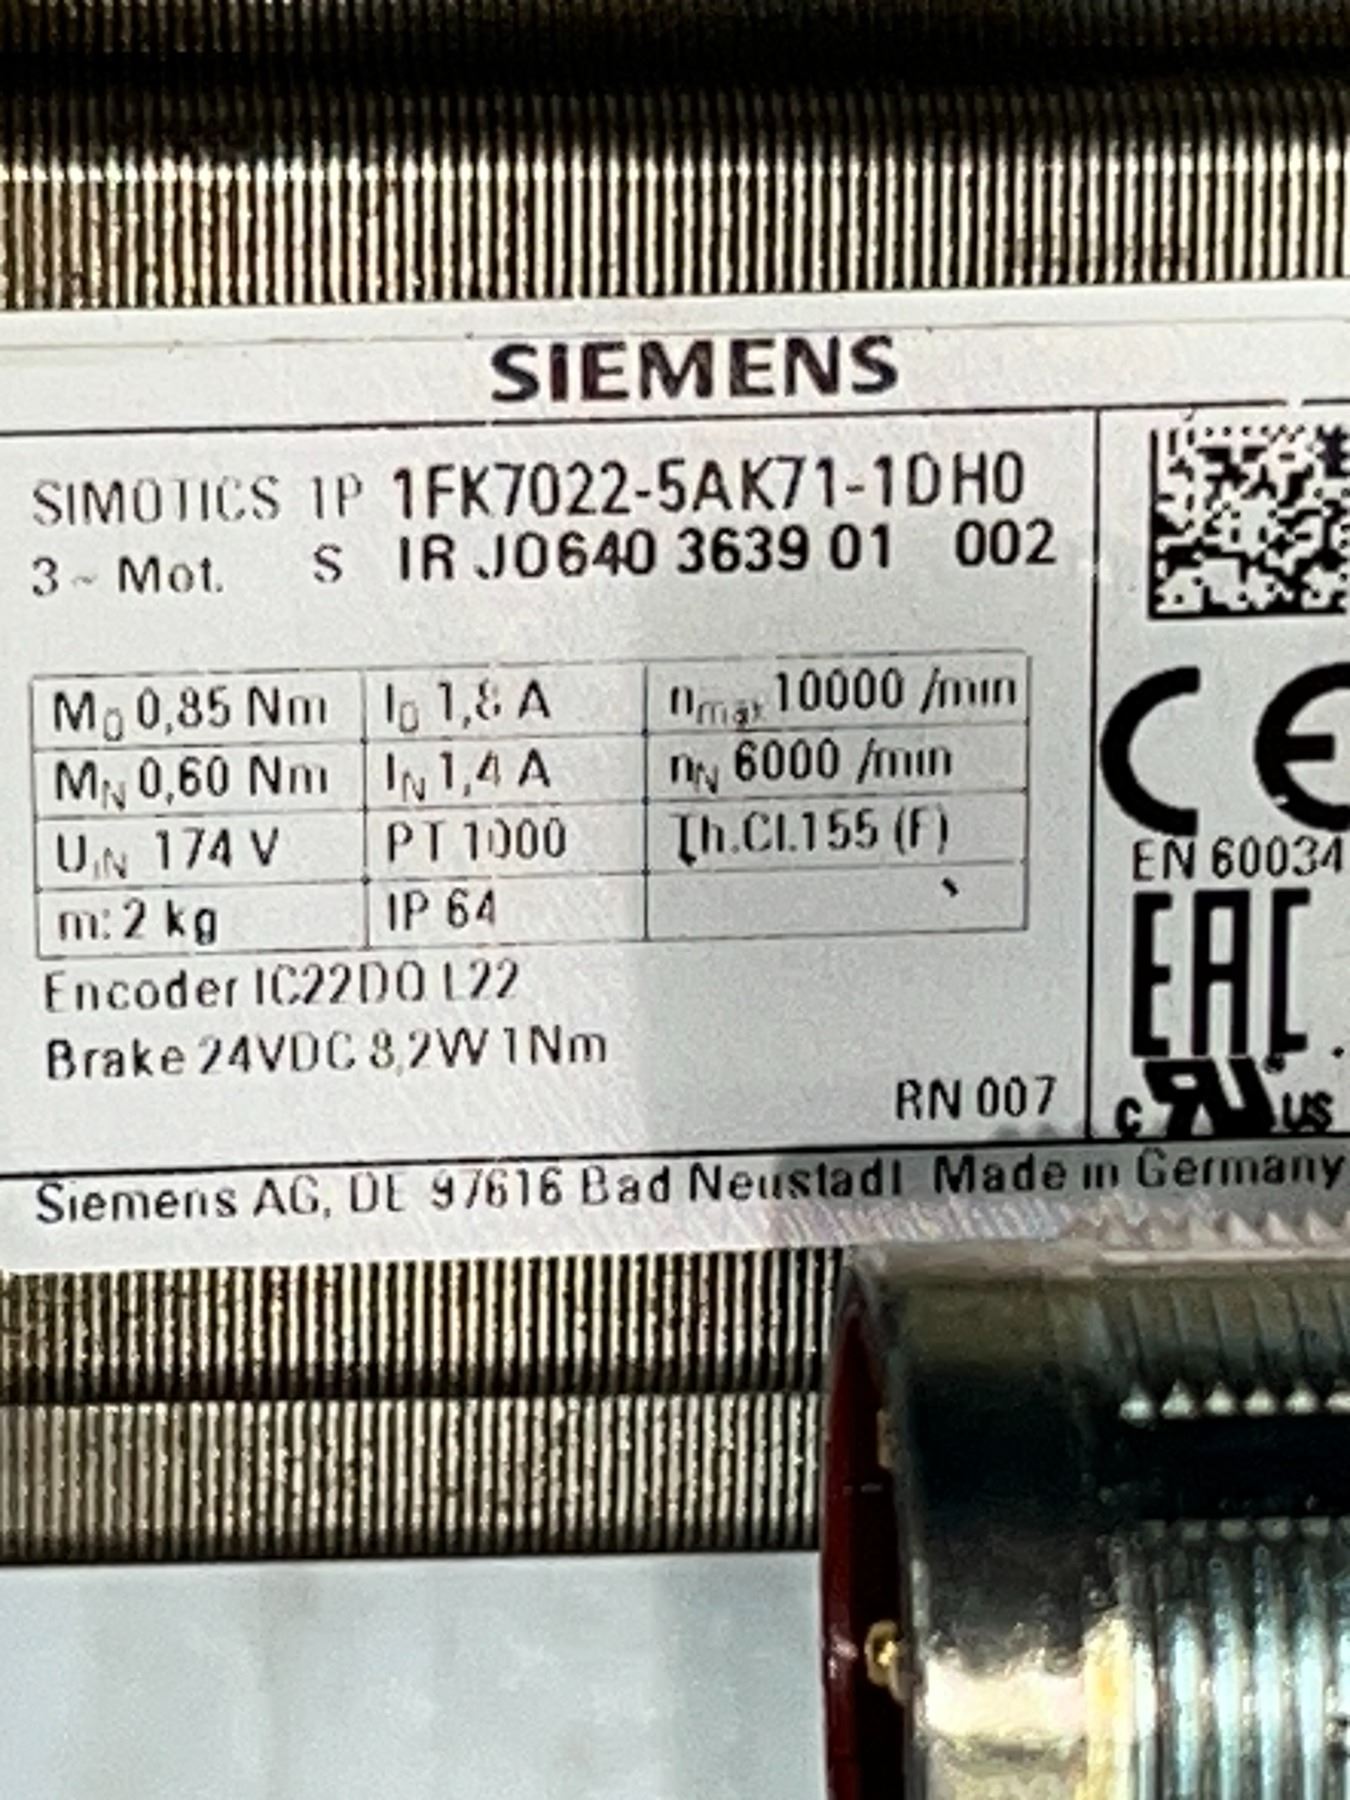 SIEMENS
SIMOTICS 1P 1FK7022-5AK71-1DH0
3~Mot. S IR J0640 3639 01 002
M0 0,85 Nm I0 1,8 A nmax 10000 /min
MN 0,60 Nm IN 1,4 A nN 6000 /min
UIN 174 V PT 1000 Th.Cl.155 (F)
m: 2 kg IP 64
Encoder IC22DQ L22
Brake 24VDC 8,2W 1Nm
RN 007
CE
EN 60034
EAC
c RU us
Siemens AG, DE 97616 Bad Neustadt Made in Germany